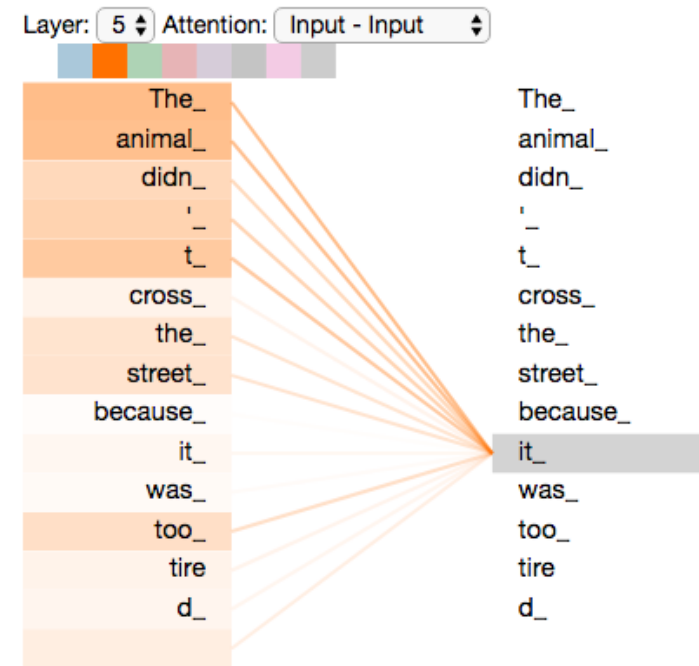 Layer: 5 Attention: Input - Input
The_ The_
animal_ animal_
didn_ didn_
'_ '_
t_ t_
cross_ cross_
the_ the_
street_ street_
because_ because_
it_ it_
was_ was_
too_ too_
tire tire
d_ d_